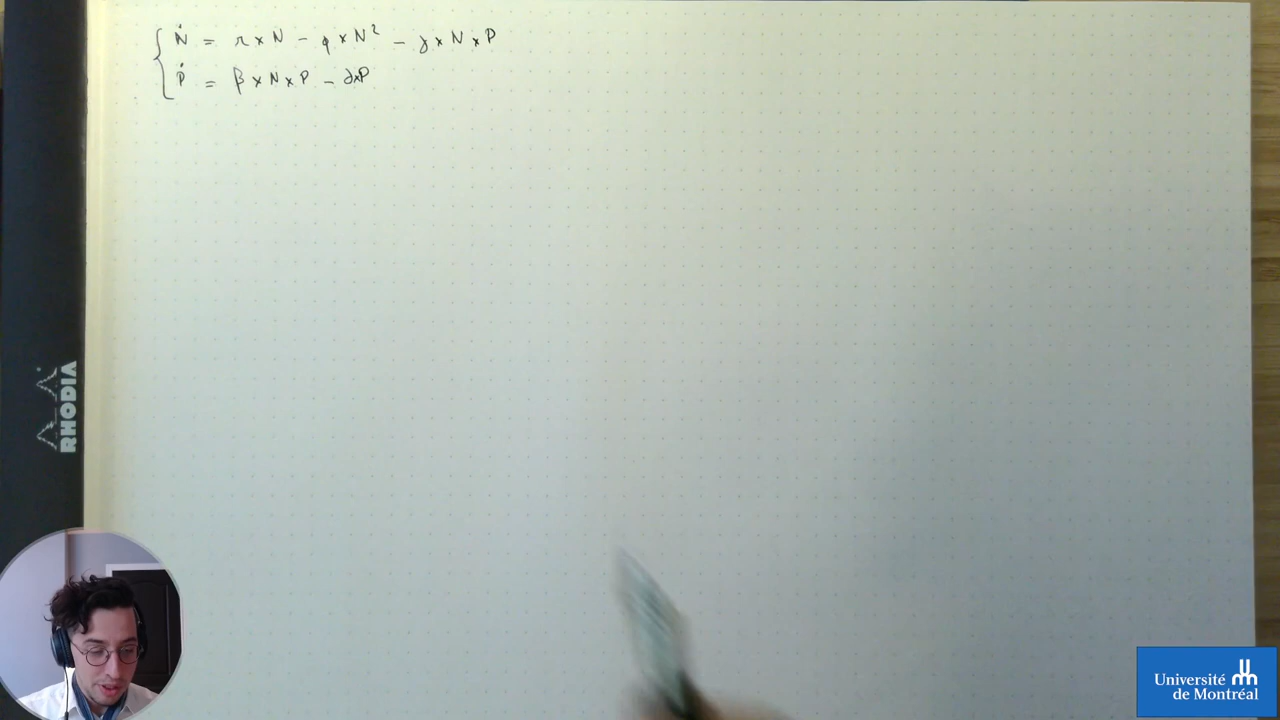 Ṅ = r × N − q × N² − γ × N × P
Ṗ = β × N × P − δ×P
RHODIA
Université
de Montréal